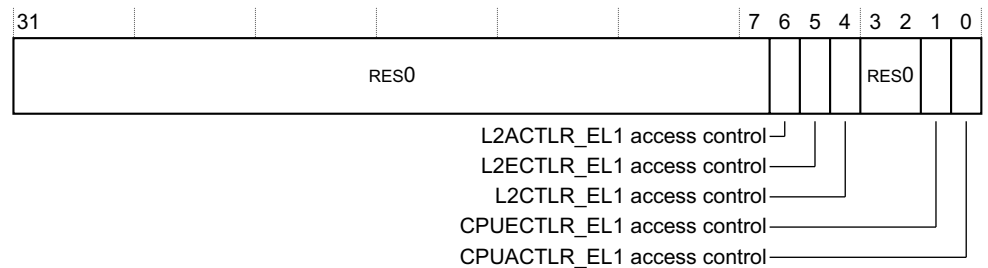 31 7 6 5 4 3 2 1 0
RES0 RES0
L2ACTLR_EL1 access control
L2ECTLR_EL1 access control
L2CTLR_EL1 access control
CPUECTLR_EL1 access control
CPUACTLR_EL1 access control